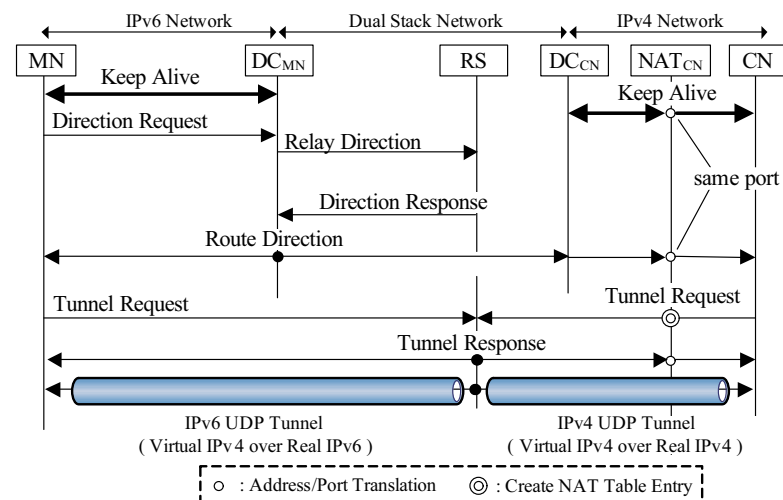 IPv6 Network
Dual Stack Network
IPv4 Network
MN
DCMN
RS
DCCN
NATCN
CN
Keep Alive
Keep Alive
Direction Request
Relay Direction
same port
Direction Response
Route Direction
Tunnel Request
Tunnel Request
Tunnel Response
IPv6 UDP Tunnel
( Virtual IPv4 over Real IPv6 )
IPv4 UDP Tunnel
( Virtual IPv4 over Real IPv4 )
: Address/Port Translation
: Create NAT Table Entry